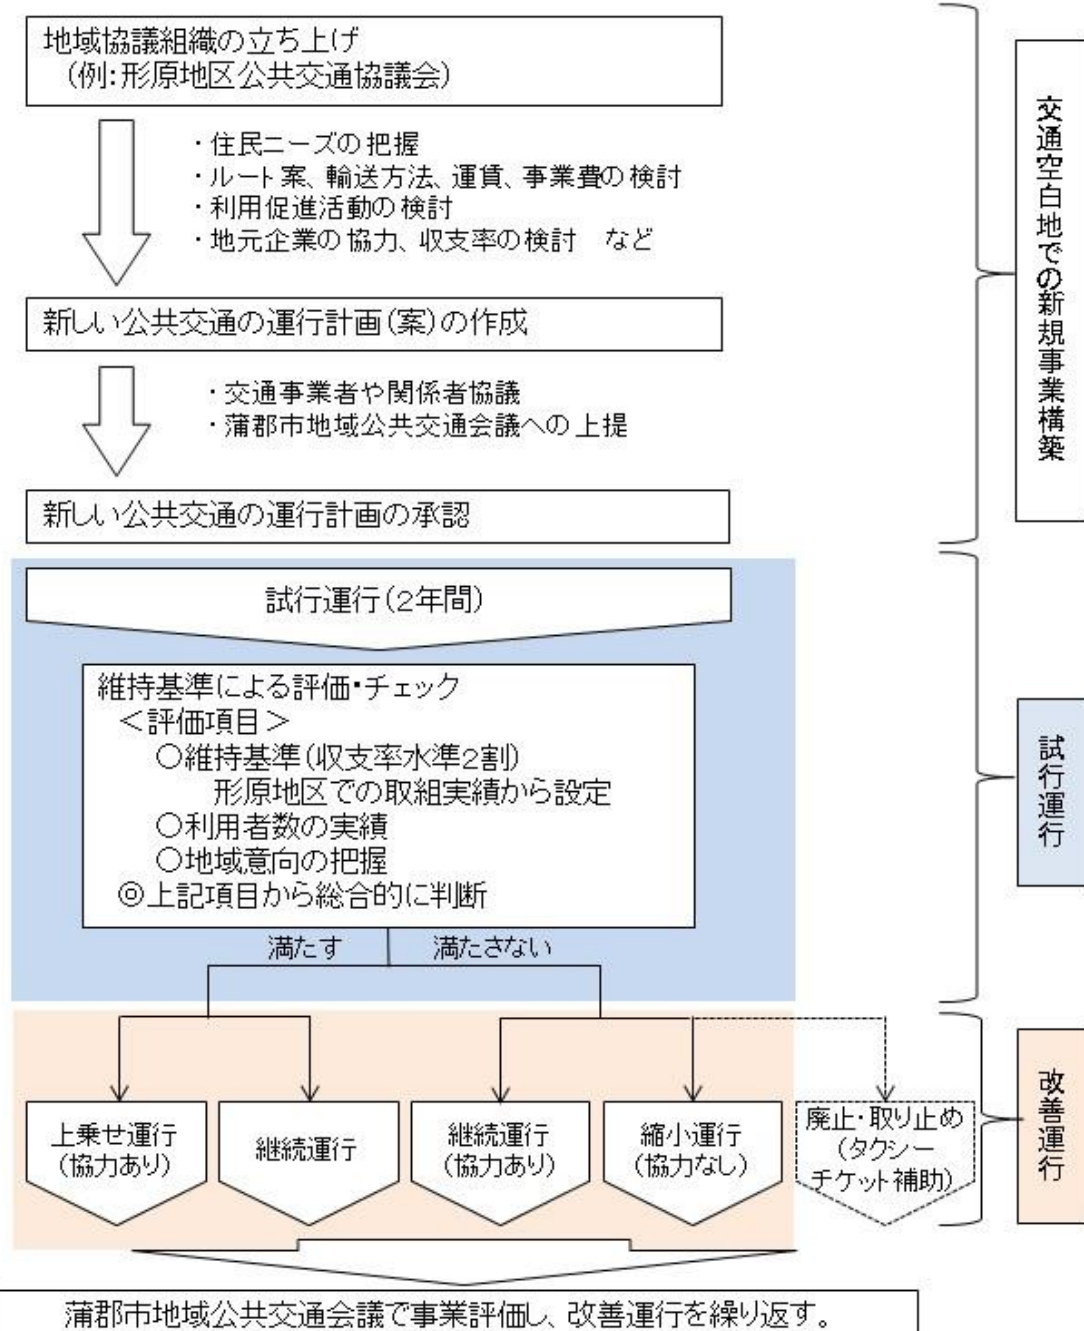 地域協議組織の立ち上げ
（例：形原地区公共交通協議会）
・住民ニーズの把握
・ルート案、輸送方法、運賃、事業費の検討
・利用促進活動の検討
・地元企業の協力、収支率の検討　など
新しい公共交通の運行計画（案）の作成
・交通事業者や関係者協議
・蒲郡市地域公共交通会議への上提
新しい公共交通の運行計画の承認
交通空白地での新規事業構築
試行運行（2年間）
維持基準による評価・チェック
＜評価項目＞
○維持基準（収支率水準2割）
形原地区での取組実績から設定
○利用者数の実績
○地域意向の把握
◎上記項目から総合的に判断
満たす　満たさない
試行運行
上乗せ運行
（協力あり）
継続運行
継続運行
（協力あり）
縮小運行
（協力なし）
廃止・取り止め
（タクシー
チケット補助）
改善運行
蒲郡市地域公共交通会議で事業評価し、改善運行を繰り返す。